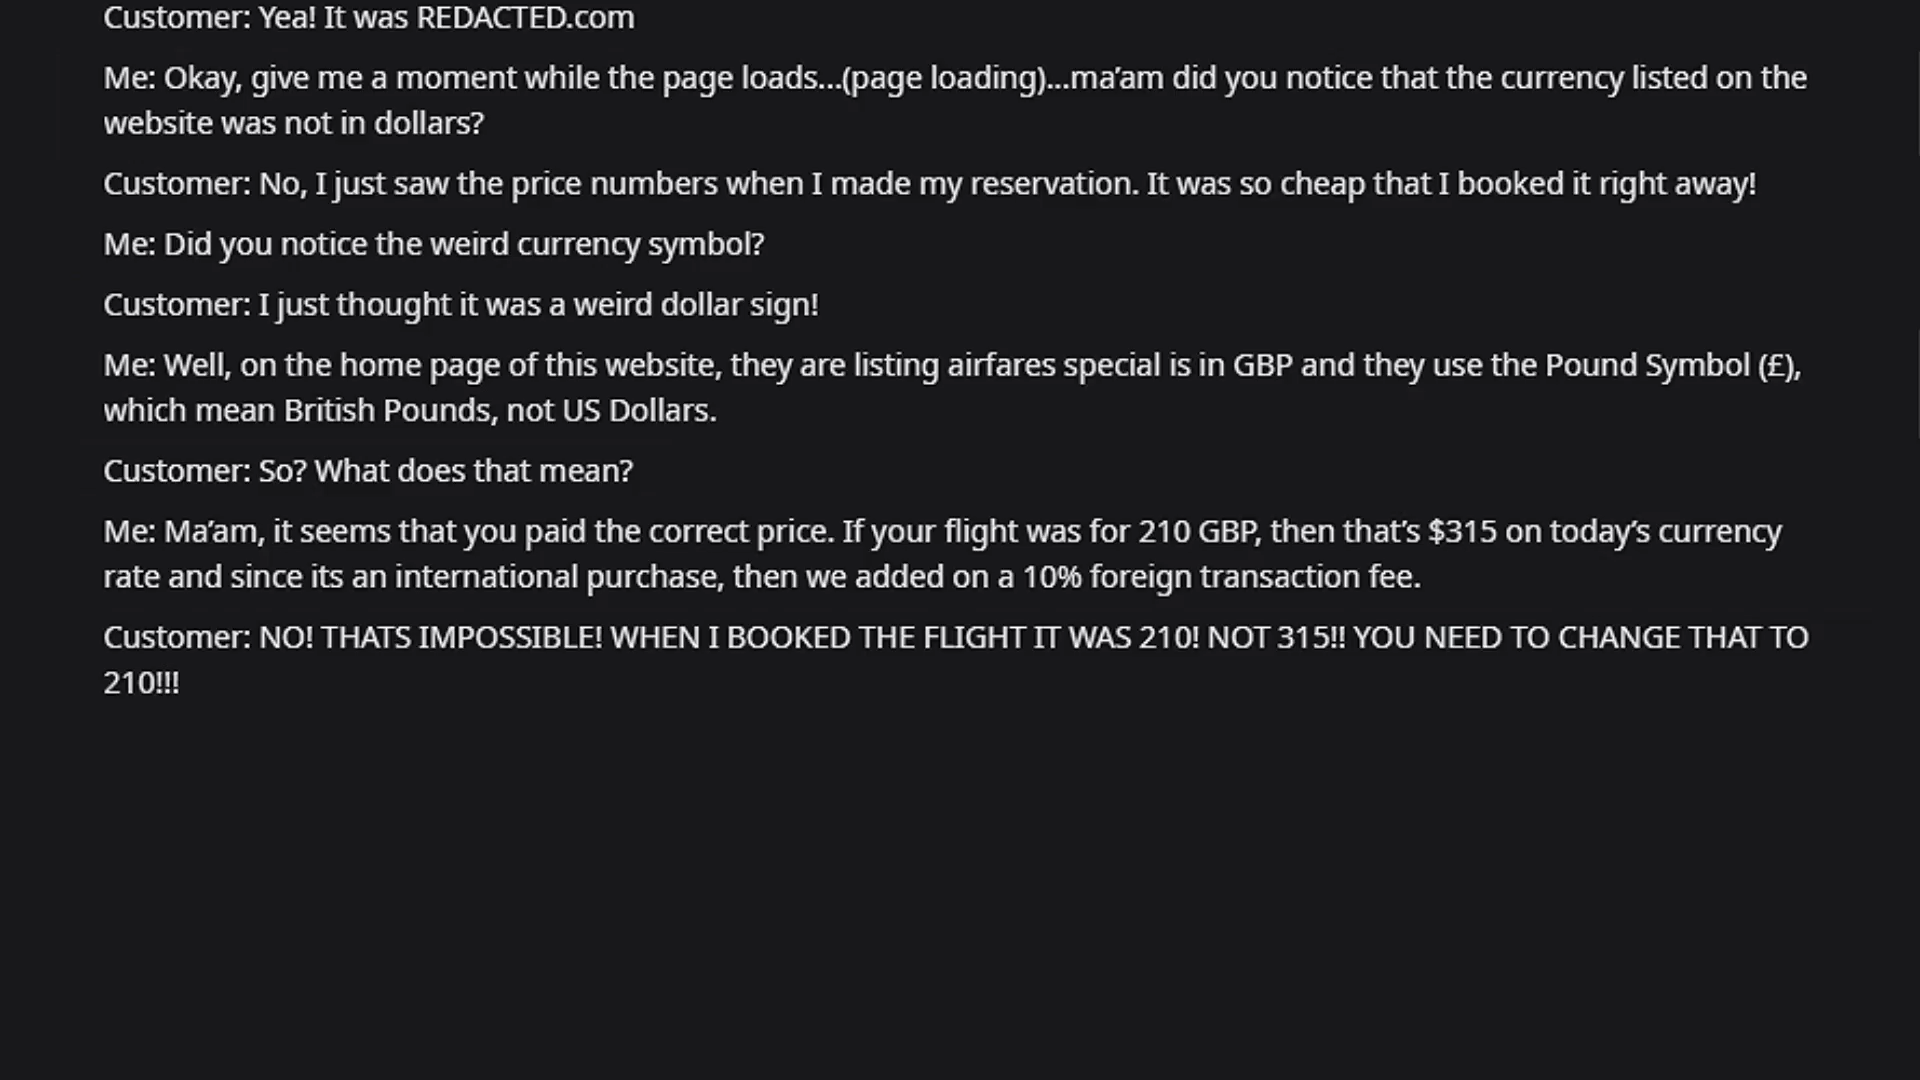 Customer: Yea! It was REDACTED.com
Me: Okay, give me a moment while the page loads...(page loading)...ma’am did you notice that the currency listed on the
website was not in dollars?
Customer: No, I just saw the price numbers when I made my reservation. It was so cheap that I booked it right away!
Me: Did you notice the weird currency symbol?
Customer: I just thought it was a weird dollar sign!
Me: Well, on the home page of this website, they are listing airfares special is in GBP and they use the Pound Symbol (£),
which mean British Pounds, not US Dollars.
Customer: So? What does that mean?
Me: Ma’am, it seems that you paid the correct price. If your flight was for 210 GBP, then that’s $315 on today’s currency
rate and since its an international purchase, then we added on a 10% foreign transaction fee.
Customer: NO! THATS IMPOSSIBLE! WHEN I BOOKED THE FLIGHT IT WAS 210! NOT 315!! YOU NEED TO CHANGE THAT TO
210!!!